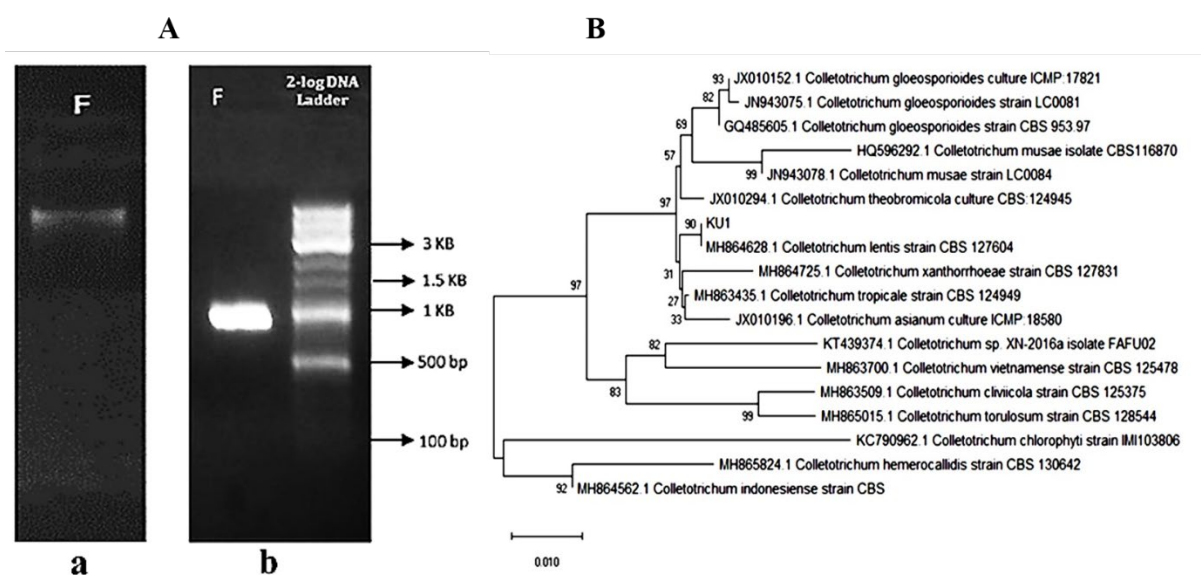 A
B
F
F
2-log DNA
Ladder
3 KB
1.5 KB
1 KB
500 bp
100 bp
a
b
93
JX010152.1 Colletotrichum gloeosporioides culture ICMP:17821
82
JN943075.1 Colletotrichum gloeosporioides strain LC0081
GQ485605.1 Colletotrichum gloeosporioides strain CBS 953.97
69
HQ596292.1 Colletotrichum musae isolate CBS116870
57
99
JN943078.1 Colletotrichum musae strain LC0084
97
JX010294.1 Colletotrichum theobromicola culture CBS:124945
90
KU1
MH864628.1 Colletotrichum lentis strain CBS 127604
31
MH864725.1 Colletotrichum xanthorrhoeae strain CBS 127831
97
27
MH863435.1 Colletotrichum tropicale strain CBS 124949
33
JX010196.1 Colletotrichum asianum culture ICMP:18580
82
KT439374.1 Colletotrichum sp. XN-2016a isolate FAFU02
MH863700.1 Colletotrichum vietnamense strain CBS 125478
83
MH863509.1 Colletotrichum cliviicola strain CBS 125375
99
MH865015.1 Colletotrichum torulosum strain CBS 128544
KC790962.1 Colletotrichum chlorophyti strain IMI103806
MH865824.1 Colletotrichum hemerocallidis strain CBS 130642
92
MH864562.1 Colletotrichum indonesiense strain CBS
0.010